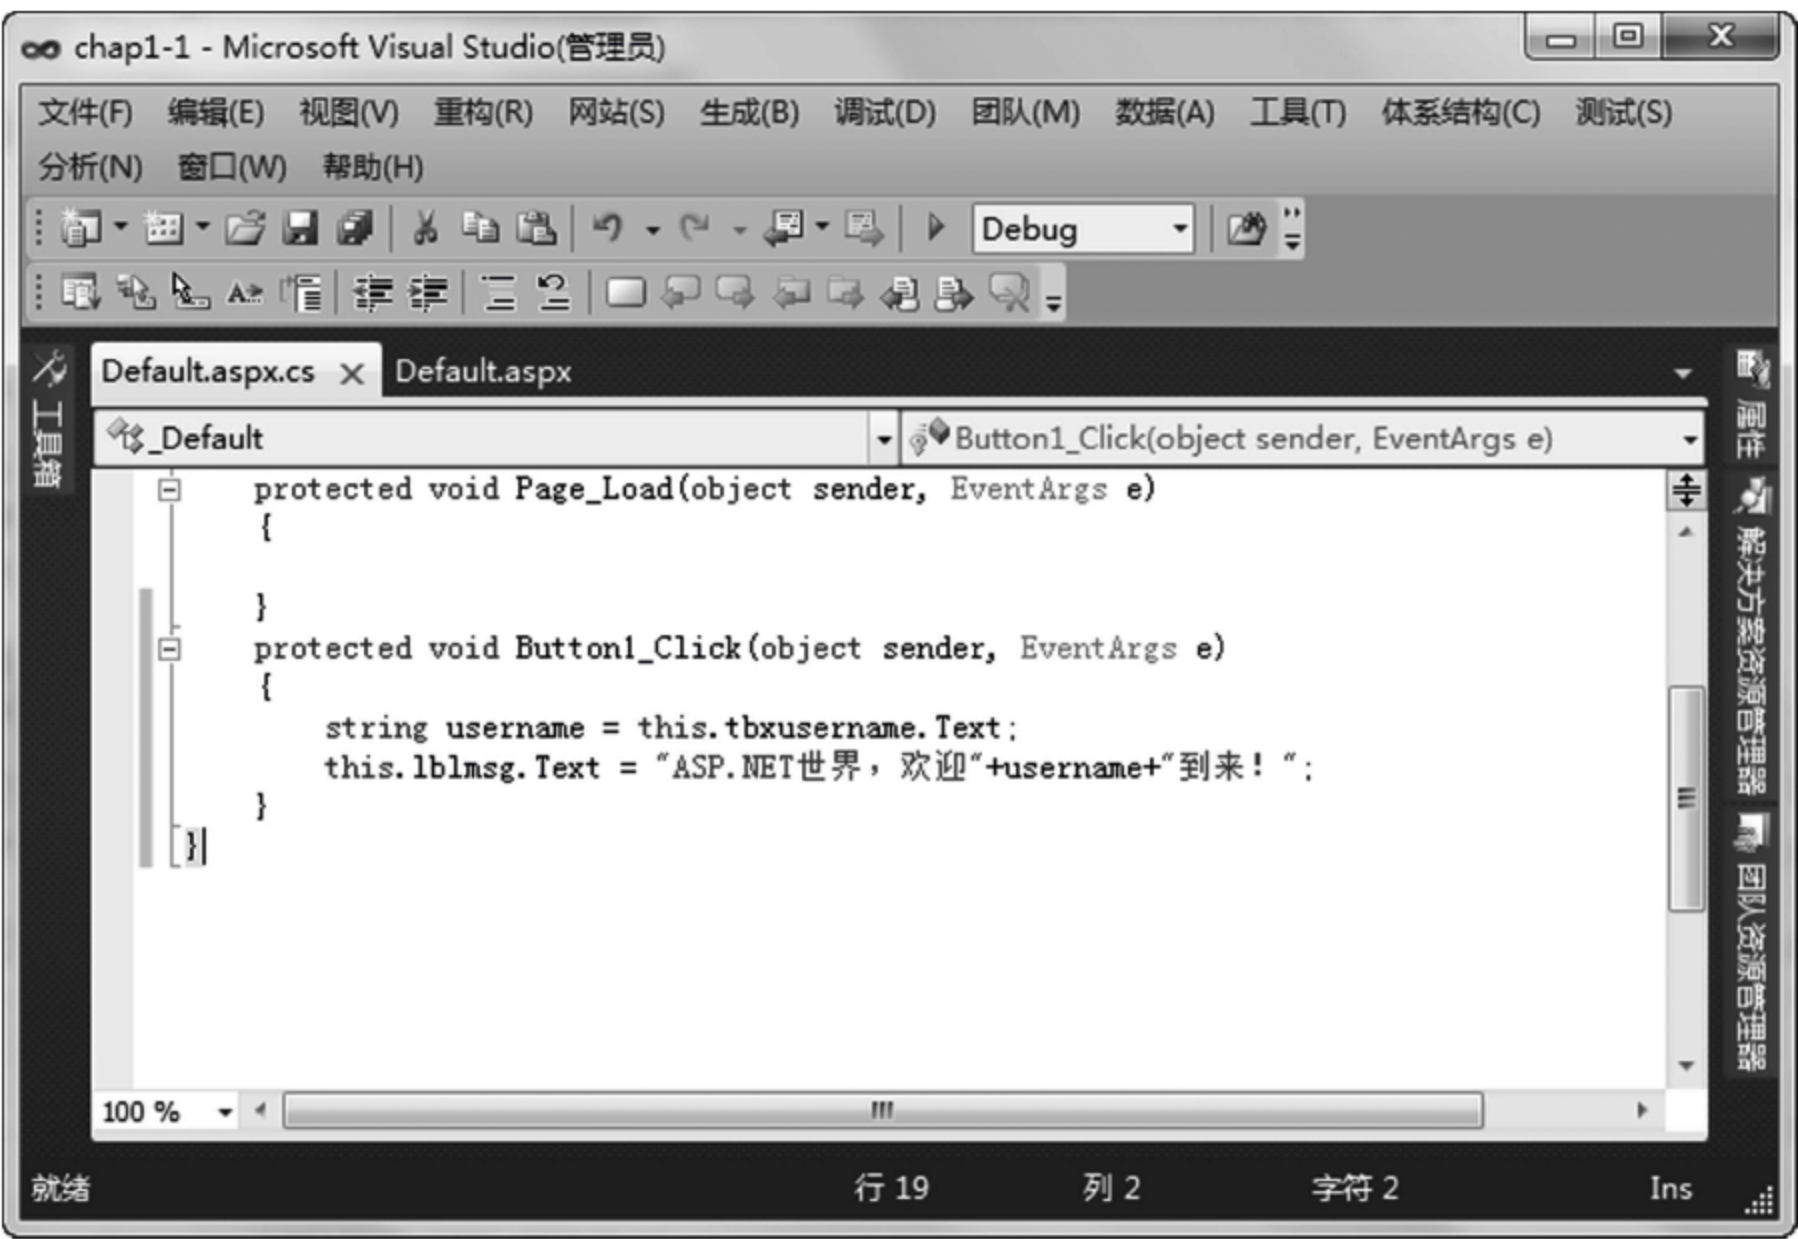 chap1-1 - Microsoft Visual Studio(管理员)
文件(F) 编辑(E) 视图(V) 重构(R) 网站(S) 生成(B) 调试(D) 团队(M) 数据(A) 工具(T) 体系结构(C) 测试(S)
分析(N) 窗口(W) 帮助(H)
Debug
工具箱
Default.aspx.cs Default.aspx
_Default Button1_Click(object sender, EventArgs e)
protected void Page_Load(object sender, EventArgs e)
{
}
protected void Button1_Click(object sender, EventArgs e)
{
string username = this.tbxusername.Text;
this.lblmsg.Text = "ASP.NET世界，欢迎"+username+"到来！";
}
}
100 %
属性
解决方案资源管理器
团队资源管理器
就绪 行 19 列 2 字符 2 Ins